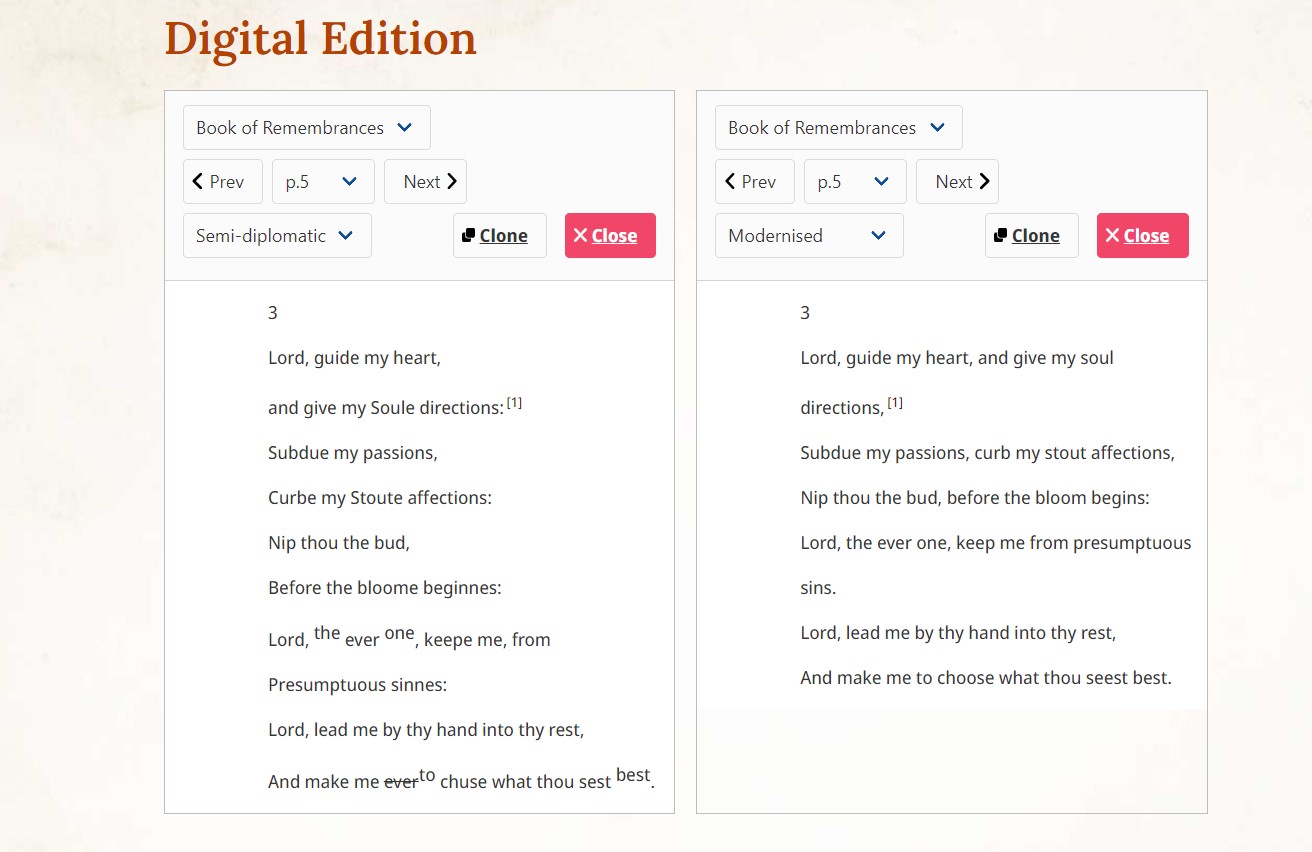 Digital Edition
Book of Remembrances
Prev p.5 Next
Semi-diplomatic Clone Close
3
Lord, guide my heart,
and give my Soule directions: [1]
Subdue my passions,
Curbe my Stoute affections:
Nip thou the bud,
Before the bloome beginnes:
Lord, the ever one, keepe me, from
Presumptuous sinnes:
Lord, lead me by thy hand into thy rest,
And make me ever to chuse what thou sest best.
Book of Remembrances
Prev p.5 Next
Modernised Clone Close
3
Lord, guide my heart, and give my soul
directions, [1]
Subdue my passions, curb my stout affections,
Nip thou the bud, before the bloom begins:
Lord, the ever one, keep me from presumptuous
sins.
Lord, lead me by thy hand into thy rest,
And make me to choose what thou seest best.